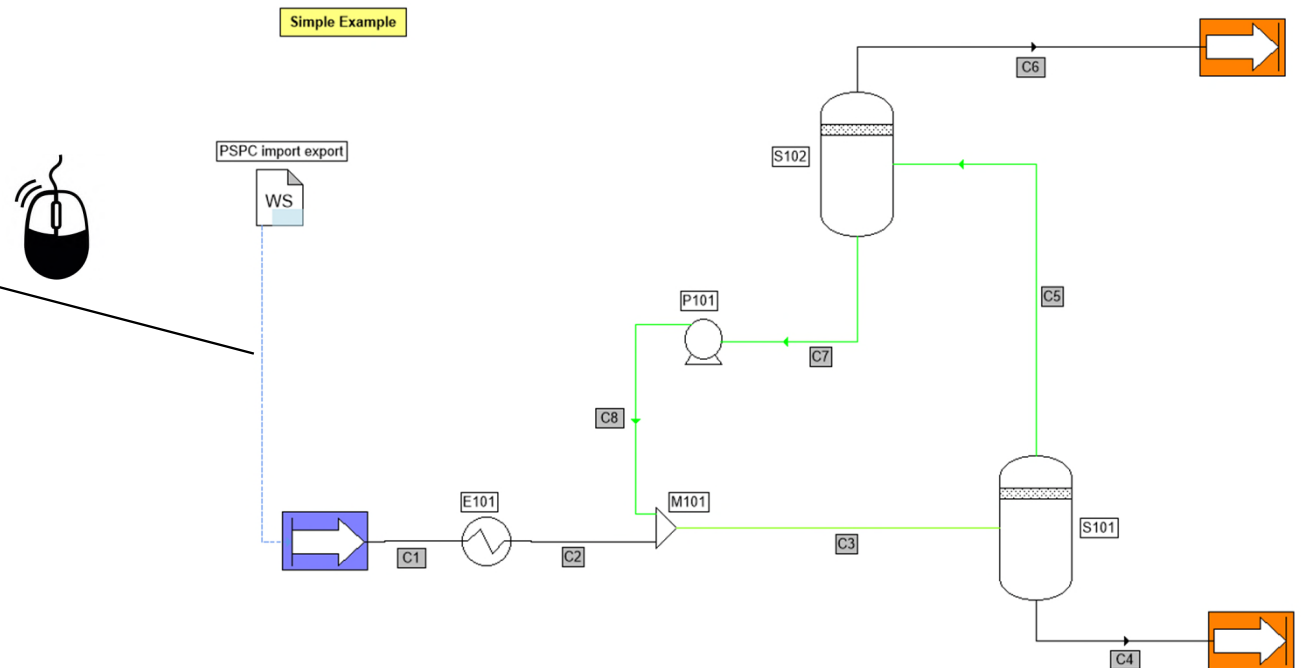 Simple Example
C6
PSPC import export
S102
WS
C5
P101
C7
C8
E101
M101
S101
C1
C2
C3
C4